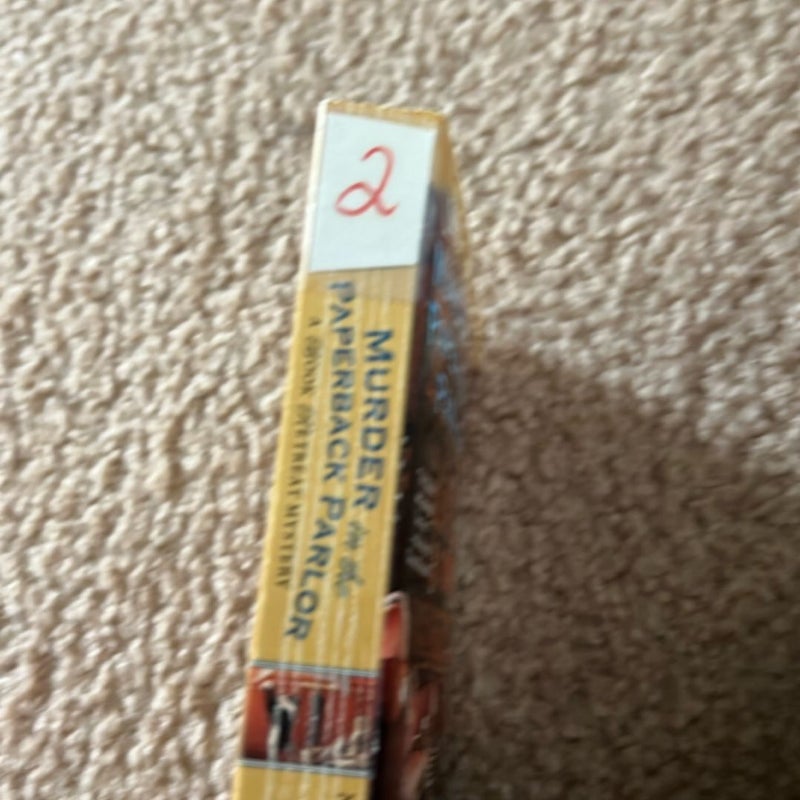 2
MURDER in the
PAPERBACK PARLOR
A BOOK RETREAT MYSTERY